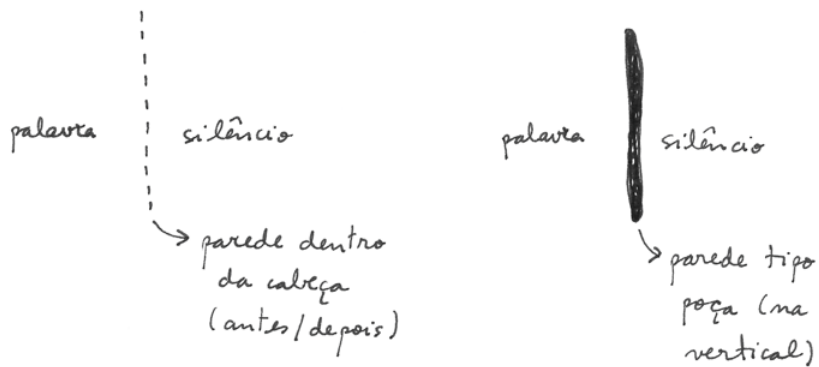 palavra silêncio
parede dentro
da cabeça
(antes/depois)
palavra silêncio
parede tipo
poça (na
vertical)